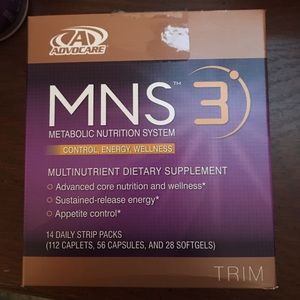 A
ADVOCARE
MNS™ 3
METABOLIC NUTRITION SYSTEM
CONTROL, ENERGY, WELLNESS
MULTINUTRIENT DIETARY SUPPLEMENT
Advanced core nutrition and wellness*
Sustained-release energy*
Appetite control*
14 DAILY STRIP PACKS
(112 CAPLETS, 56 CAPSULES, AND 28 SOFTGELS)
TRIM